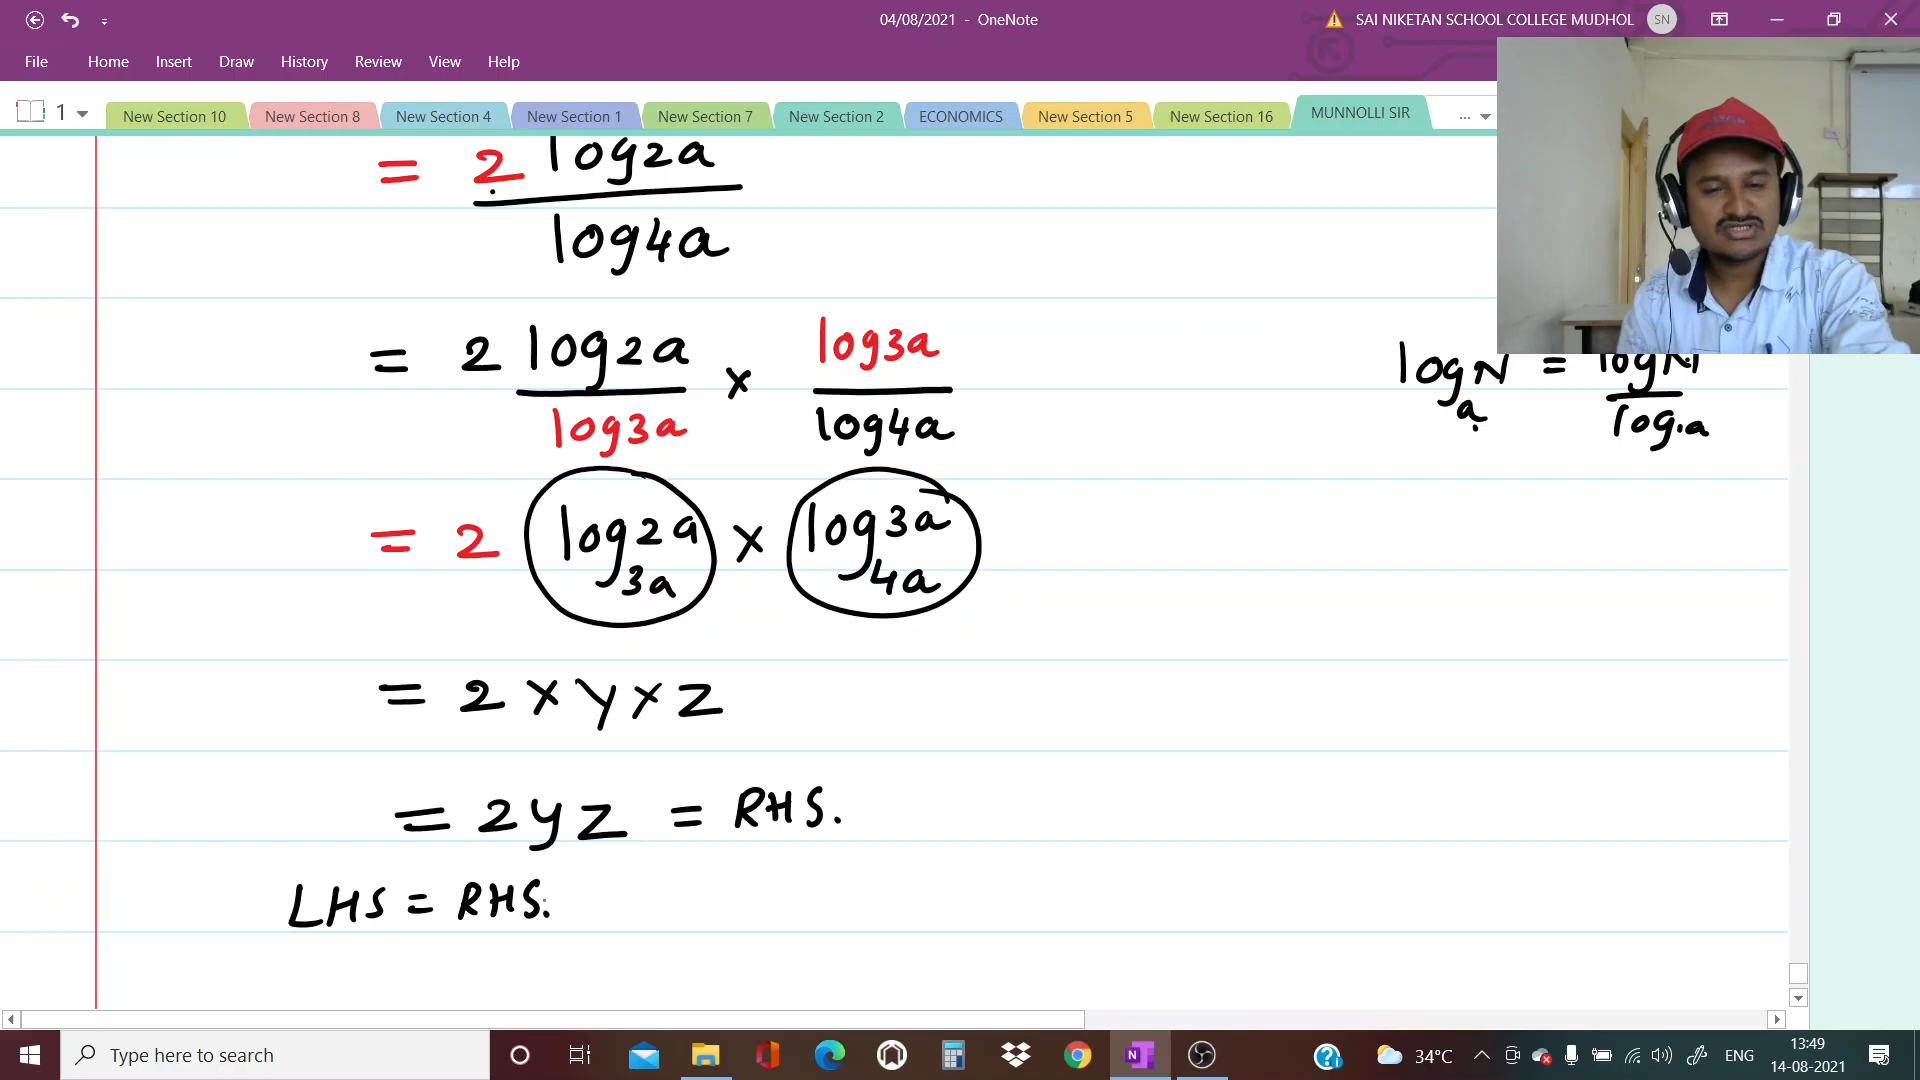 04/08/2021 - OneNote
SAI NIKETAN SCHOOL COLLEGE MUDHOL SN
File Home Insert Draw History Review View Help
1 New Section 10 New Section 8 New Section 4 New Section 1 New Section 7 New Section 2 ECONOMICS New Section 5 New Section 16 MUNNOLLI SIR ...
= 2 log2a
log4a
= 2 log2a × log3a
log3a log4a
log N = log N
a log a
= 2 log2a × log3a
3a 4a
= 2 × y × z
= 2yz = RHS.
LHS = RHS.
Type here to search
34°C ENG 13:49
14-08-2021